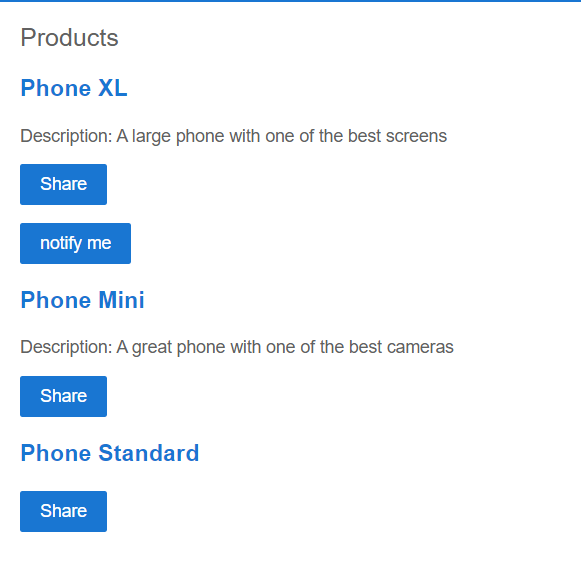 Products
Phone XL
Description: A large phone with one of the best screens
Share
notify me
Phone Mini
Description: A great phone with one of the best cameras
Share
Phone Standard
Share